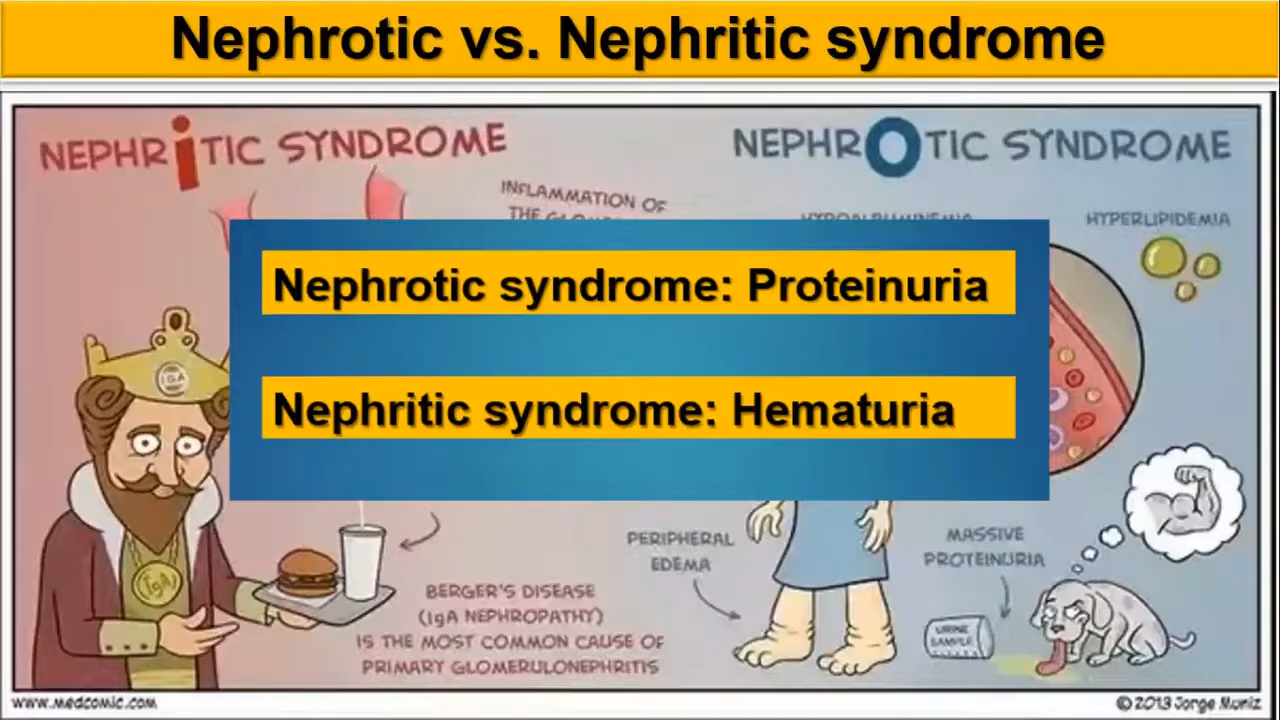 Nephrotic vs. Nephritic syndrome
NEPHRiTIC SYNDROME
NEPHROTIC SYNDROME
INFLAMMATION OF
THE
HYPERLIPIDEMIA
Nephrotic syndrome: Proteinuria
Nephritic syndrome: Hematuria
IGA
IgA
BERGER'S DISEASE
(IgA NEPHROPATHY)
IS THE MOST COMMON CAUSE OF
PRIMARY GLOMERULONEPHRITIS
PERIPHERAL
EDEMA
MASSIVE
PROTEINURIA
URINE
SAMPLE
www.medcomic.com
© 2013 Jorge Muniz